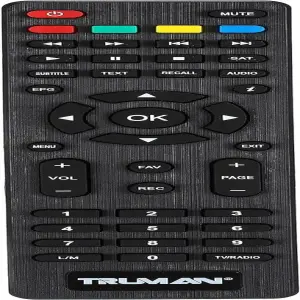 MUTE
SUBTITLE TEXT RECALL SAT.
AUDIO
EPG i
OK
MENU EXIT
+ FAV +
VOL PAGE
− REC −
1 2 3
4 5 6
7 8 9
L/M 0 TV/RADIO
TRUMAN